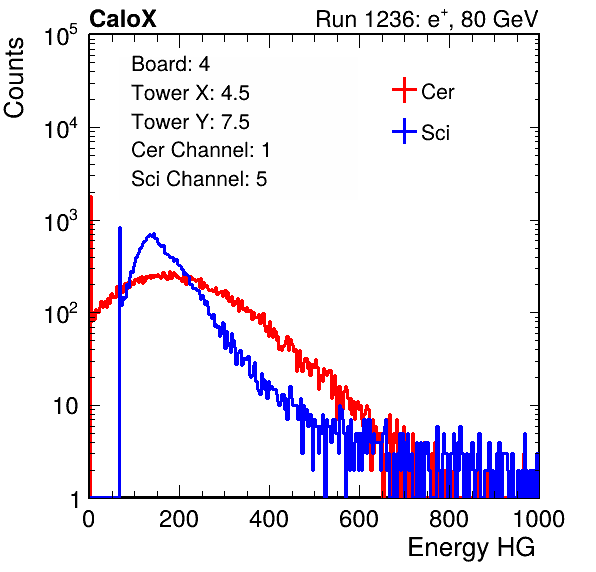 CaloX
Run 1236: e⁺, 80 GeV
Counts
Board: 4
Tower X: 4.5
Tower Y: 7.5
Cer Channel: 1
Sci Channel: 5
Cer
Sci
10⁵
10⁴
10³
10²
10
1
0 200 400 600 800 1000
Energy HG